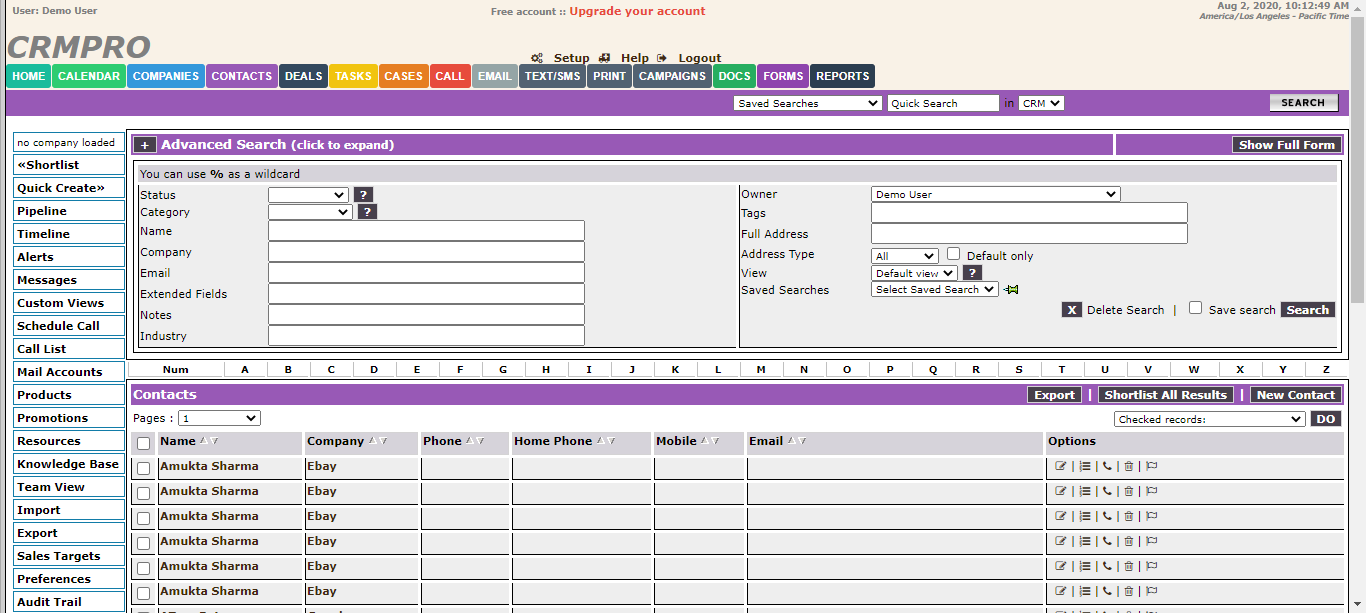 User: Demo User
Free account :: Upgrade your account
Aug 2, 2020, 10:12:49 AM
America/Los Angeles - Pacific Time
CRMPRO
Setup Help Logout
HOME CALENDAR COMPANIES CONTACTS DEALS TASKS CASES CALL EMAIL TEXT/SMS PRINT CAMPAIGNS DOCS FORMS REPORTS
Saved Searches Quick Search in CRM SEARCH
no company loaded
«Shortlist
Quick Create»
Pipeline
Timeline
Alerts
Messages
Custom Views
Schedule Call
Call List
Mail Accounts
Products
Promotions
Resources
Knowledge Base
Team View
Import
Export
Sales Targets
Preferences
Audit Trail
+ Advanced Search (click to expand) Show Full Form
You can use % as a wildcard
Status ?
Category ?
Name
Company
Email
Extended Fields
Notes
Industry
Owner Demo User
Tags
Full Address
Address Type All Default only
View Default view ?
Saved Searches Select Saved Search
X Delete Search | Save search Search
Num A B C D E F G H I J K L M N O P Q R S T U V W X Y Z
Contacts Export | Shortlist All Results | New Contact
Pages : 1 Checked records: DO
Name Company Phone Home Phone Mobile Email Options
Amukta Sharma Ebay | | | |
Amukta Sharma Ebay | | | |
Amukta Sharma Ebay | | | |
Amukta Sharma Ebay | | | |
Amukta Sharma Ebay | | | |
Amukta Sharma Ebay | | | |